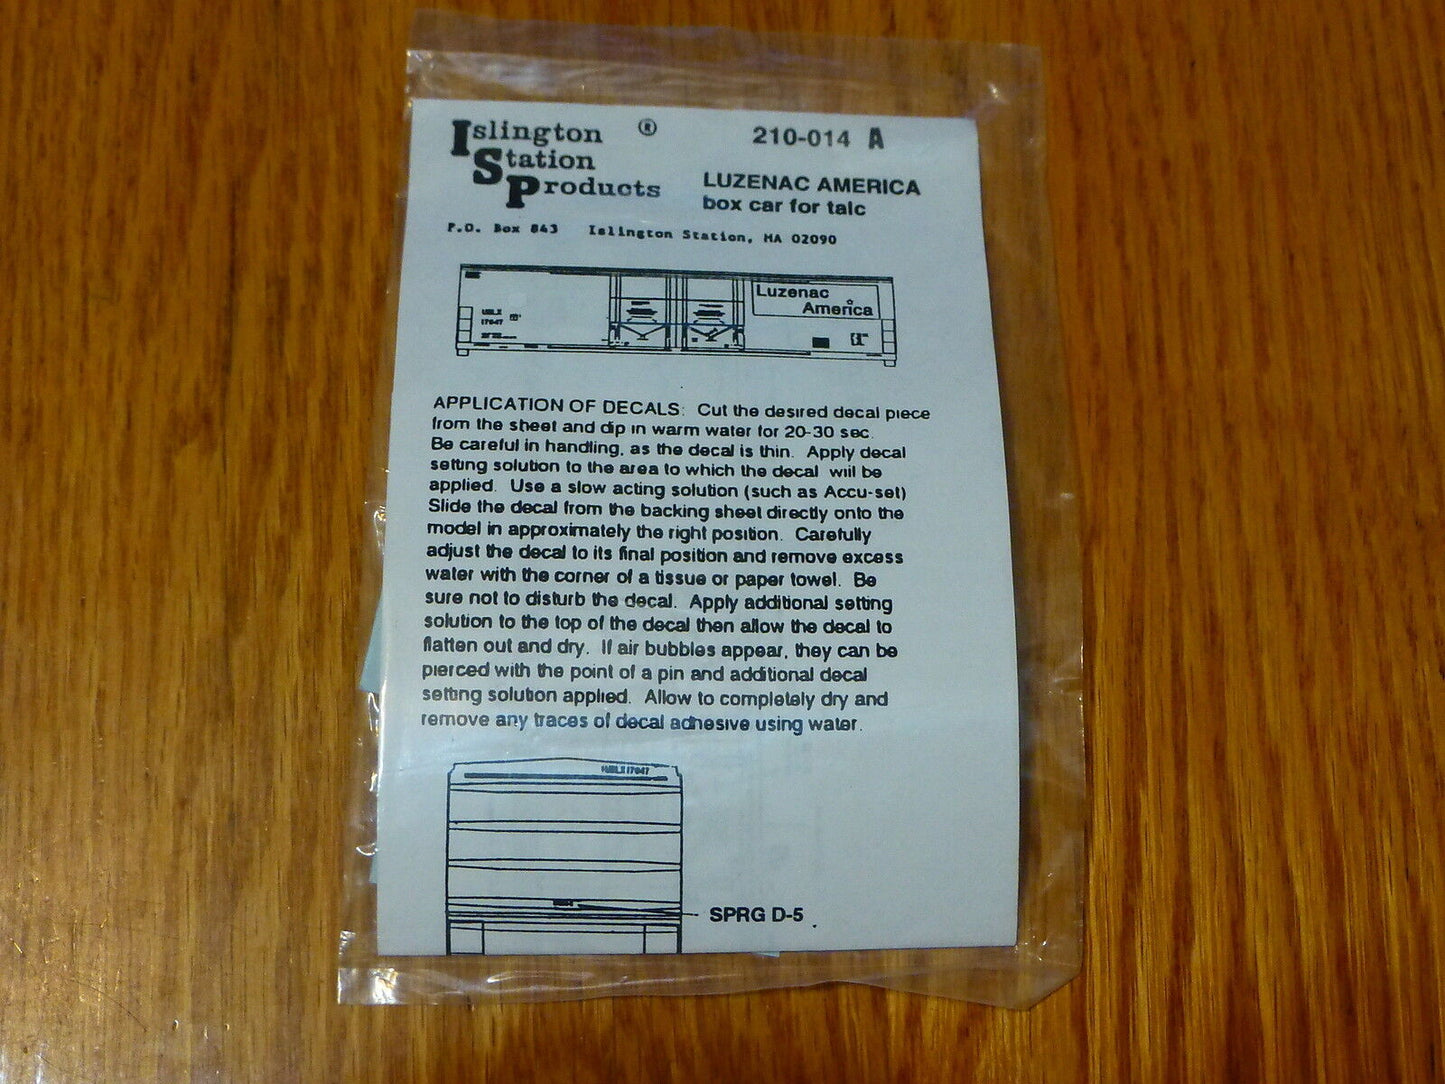 Islington ®
Station
Products
210-014 A
LUZENAC AMERICA
box car for talc
P.O. Box 843 Islington Station, MA 02090
Luzenac
America
17047
APPLICATION OF DECALS: Cut the desired decal piece
from the sheet and dip in warm water for 20-30 sec.
Be careful in handling, as the decal is thin. Apply decal
setting solution to the area to which the decal will be
applied. Use a slow acting solution (such as Accu-set)
Slide the decal from the backing sheet directly onto the
model in approximately the right position. Carefully
adjust the decal to its final position and remove excess
water with the corner of a tissue or paper towel. Be
sure not to disturb the decal. Apply additional setting
solution to the top of the decal then allow the decal to
flatten out and dry. If air bubbles appear, they can be
pierced with the point of a pin and additional decal
setting solution applied. Allow to completely dry and
remove any traces of decal adhesive using water.
17047
SPRG D-5